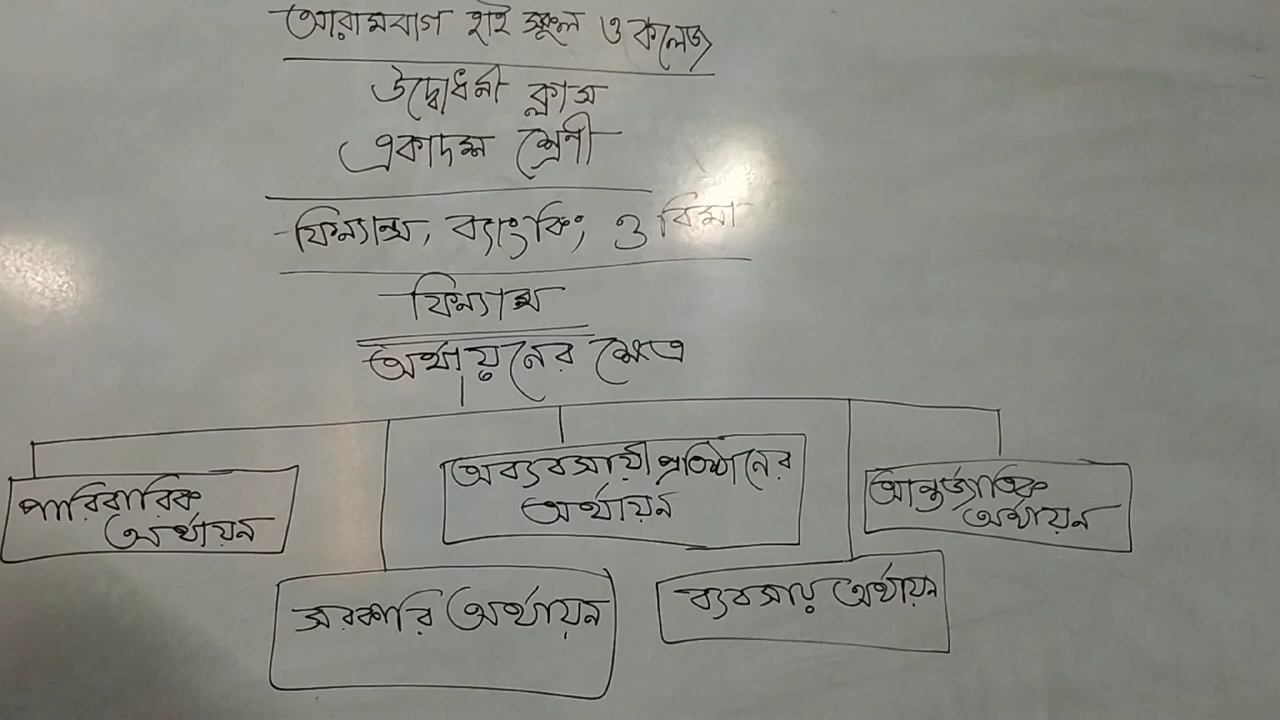 আরামবাগ হাই স্কুল ও কলেজ
উদ্বোধনী ক্লাস
একাদশ শ্রেণী
ফিন্যান্স, ব্যাংকিং ও বিমা
ফিন্যান্স
অর্থায়নের ক্ষেত্র
পারিবারিক
অর্থায়ন
অব্যবসায়ী প্রতিষ্ঠানের
অর্থায়ন
আন্তর্জাতিক
অর্থায়ন
সরকারি অর্থায়ন
ব্যবসায় অর্থায়ন